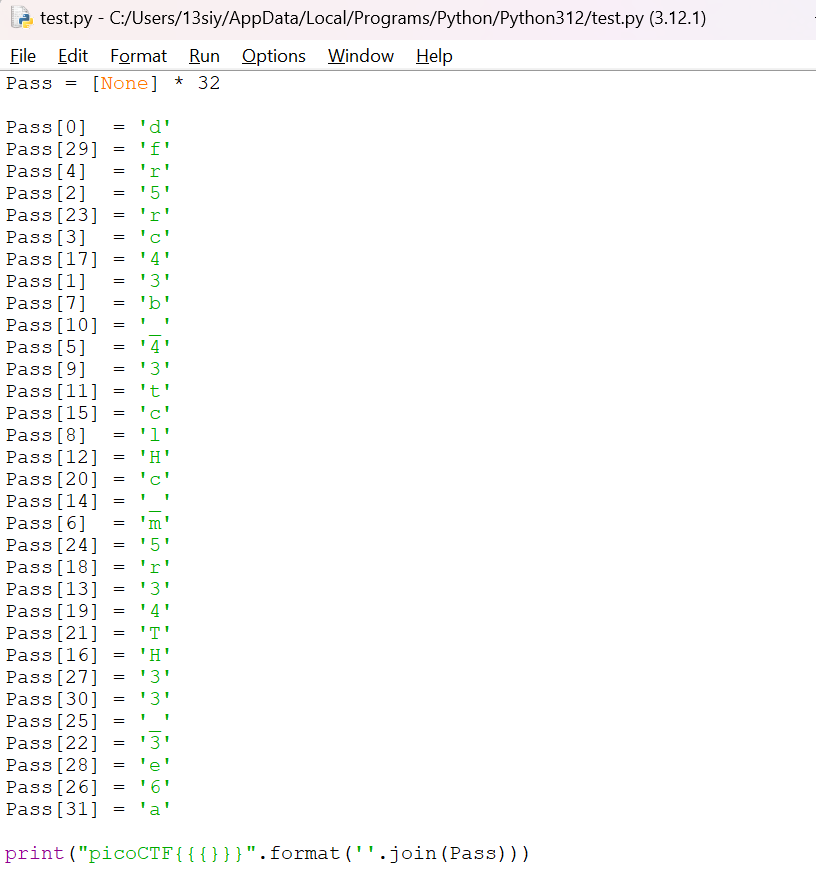 test.py - C:/Users/13siy/AppData/Local/Programs/Python/Python312/test.py (3.12.1)
File Edit Format Run Options Window Help
Pass = [None] * 32
Pass[0]  = 'd'
Pass[29] = 'f'
Pass[4]  = 'r'
Pass[2]  = '5'
Pass[23] = 'r'
Pass[3]  = 'c'
Pass[17] = '4'
Pass[1]  = '3'
Pass[7]  = 'b'
Pass[10] = '_'
Pass[5]  = '4'
Pass[9]  = '3'
Pass[11] = 't'
Pass[15] = 'c'
Pass[8]  = 'l'
Pass[12] = 'H'
Pass[20] = 'c'
Pass[14] = '_'
Pass[6]  = 'm'
Pass[24] = '5'
Pass[18] = 'r'
Pass[13] = '3'
Pass[19] = '4'
Pass[21] = 'T'
Pass[16] = 'H'
Pass[27] = '3'
Pass[30] = '3'
Pass[25] = '_'
Pass[22] = '3'
Pass[28] = 'e'
Pass[26] = '6'
Pass[31] = 'a'
print("picoCTF{{{}}}".format(''.join(Pass)))